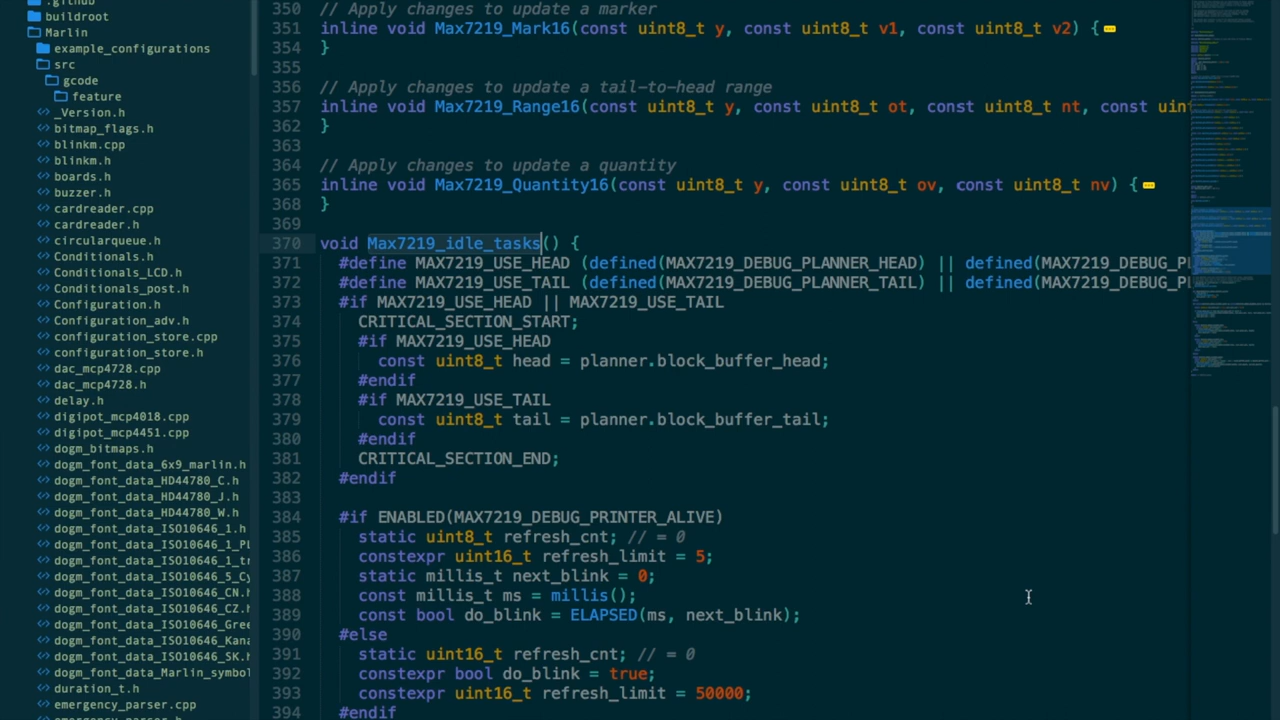 .github
buildroot
Marlin
example_configurations
src
gcode
feature
_Version.h
bitmap_flags.h
blinkm.cpp
blinkm.h
boards.h
buzzer.h
cardreader.cpp
cardreader.h
circularqueue.h
Conditionals.h
Conditionals_LCD.h
Conditionals_post.h
Configuration.h
Configuration_adv.h
configuration_store.cpp
configuration_store.h
dac_mcp4728.cpp
dac_mcp4728.h
delay.h
digipot_mcp4018.cpp
digipot_mcp4451.cpp
dogm_bitmaps.h
dogm_font_data_6x9_marlin.h
dogm_font_data_HD44780_C.h
dogm_font_data_HD44780_J.h
dogm_font_data_HD44780_W.h
dogm_font_data_ISO10646_1.h
dogm_font_data_ISO10646_1_PL
dogm_font_data_ISO10646_1_tr
dogm_font_data_ISO10646_5_Cy
dogm_font_data_ISO10646_CN.h
dogm_font_data_ISO10646_CZ.h
dogm_font_data_ISO10646_Gree
dogm_font_data_ISO10646_Kana
dogm_font_data_ISO10646_SK.h
dogm_font_data_Marlin_symbol
duration_t.h
emergency_parser.cpp
350 // Apply changes to update a marker
351 inline void Max7219_Mark16(const uint8_t y, const uint8_t v1, const uint8_t v2) {
354 }
355
356 // Apply changes to update a tail-to-head range
357 inline void Max7219_Range16(const uint8_t y, const uint8_t ot, const uint8_t nt, const uin
362 }
363
364 // Apply changes to update a quantity
365 inline void Max7219_Quantity16(const uint8_t y, const uint8_t ov, const uint8_t nv) {
368 }
369
370 void Max7219_idle_tasks() {
371 #define MAX7219_USE_HEAD (defined(MAX7219_DEBUG_PLANNER_HEAD) || defined(MAX7219_DEBUG_P
372 #define MAX7219_USE_TAIL (defined(MAX7219_DEBUG_PLANNER_TAIL) || defined(MAX7219_DEBUG_P
373 #if MAX7219_USE_HEAD || MAX7219_USE_TAIL
374 CRITICAL_SECTION_START;
375 #if MAX7219_USE_HEAD
376 const uint8_t head = planner.block_buffer_head;
377 #endif
378 #if MAX7219_USE_TAIL
379 const uint8_t tail = planner.block_buffer_tail;
380 #endif
381 CRITICAL_SECTION_END;
382 #endif
383
384 #if ENABLED(MAX7219_DEBUG_PRINTER_ALIVE)
385 static uint8_t refresh_cnt; // = 0
386 constexpr uint16_t refresh_limit = 5;
387 static millis_t next_blink = 0;
388 const millis_t ms = millis();
389 const bool do_blink = ELAPSED(ms, next_blink);
390 #else
391 static uint16_t refresh_cnt; // = 0
392 constexpr bool do_blink = true;
393 constexpr uint16_t refresh_limit = 50000;
394 #endif